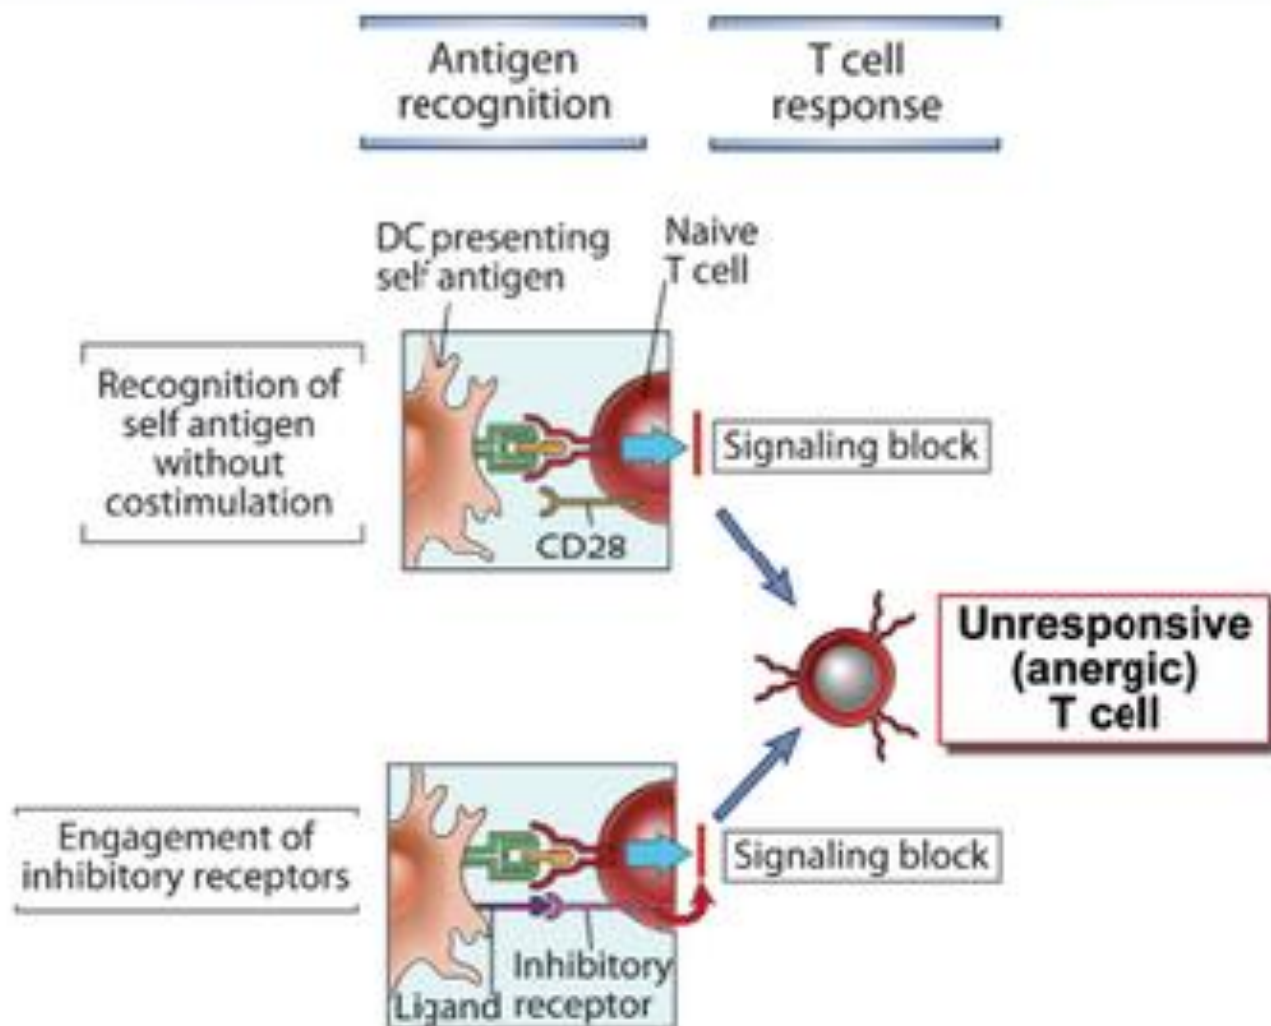 Antigen
recognition
T cell
response
DC presenting
self antigen
Naive
T cell
Recognition of
self antigen
without
costimulation
CD28
Signaling block
Unresponsive
(anergic)
T cell
Engagement of
inhibitory receptors
Signaling block
Inhibitory
receptor
Ligand